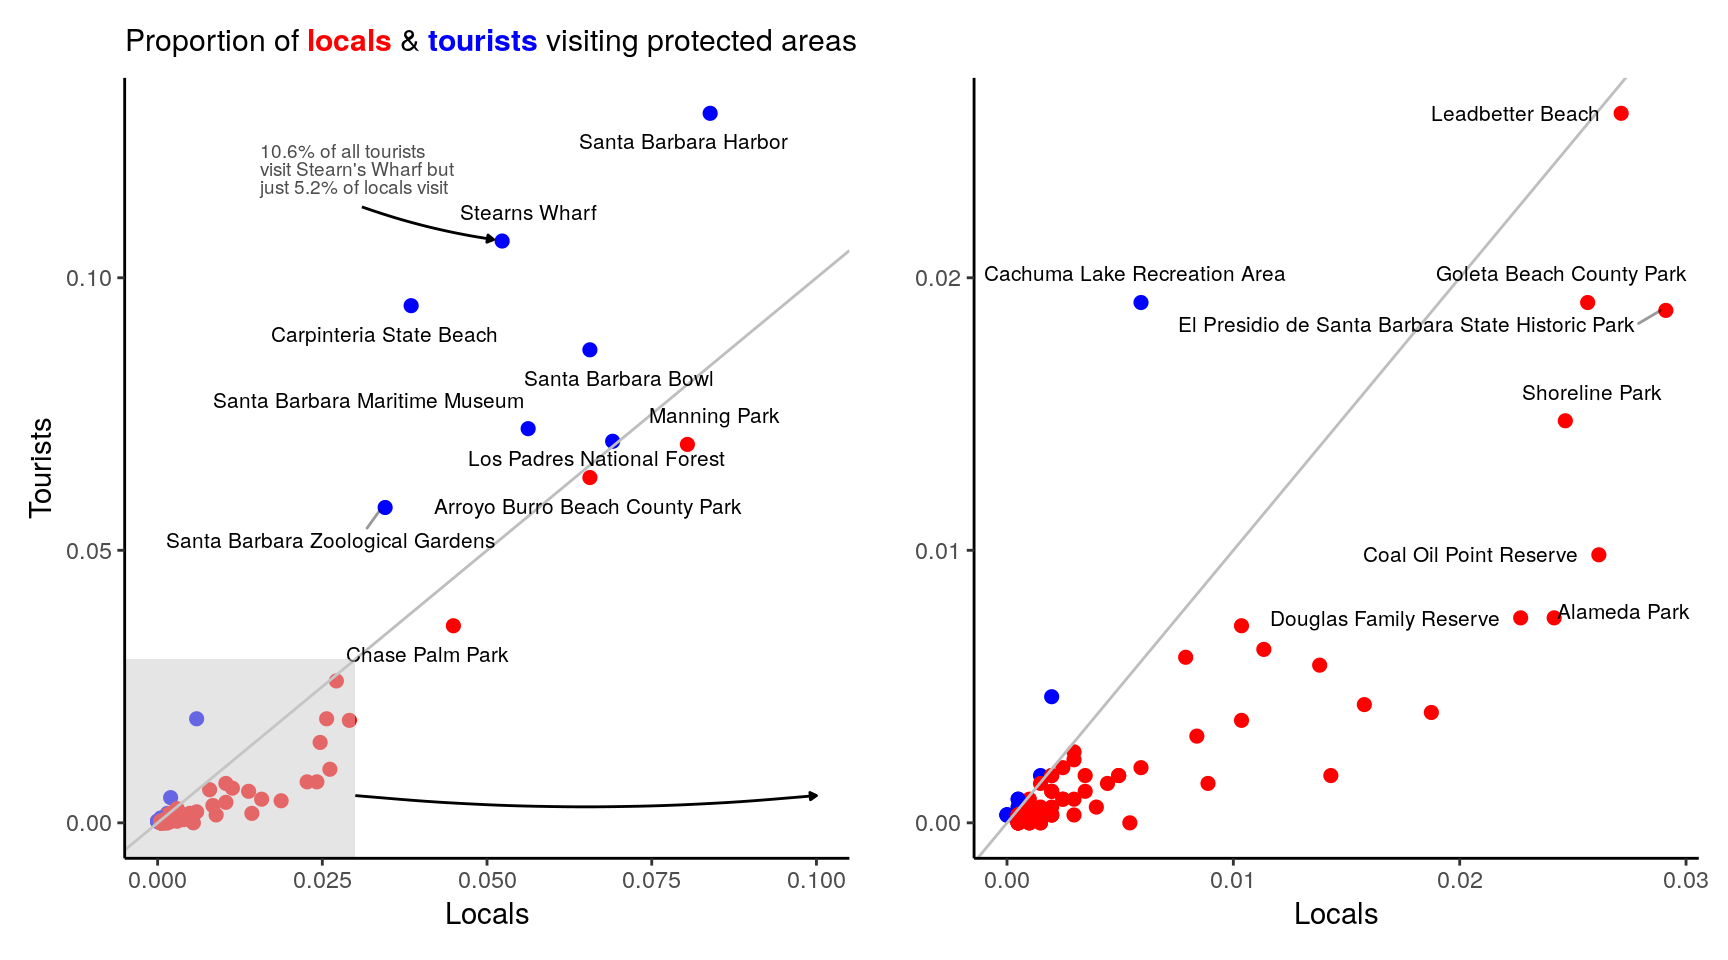 Proportion of locals & tourists visiting protected areas
Santa Barbara Harbor
10.6% of all tourists
visit Stearn's Wharf but
just 5.2% of locals visit
Stearns Wharf
Carpinteria State Beach
Santa Barbara Bowl
Santa Barbara Maritime Museum
Manning Park
Los Padres National Forest
Arroyo Burro Beach County Park
Santa Barbara Zoological Gardens
Chase Palm Park
0.10
0.05
0.00
Tourists
0.000 0.025 0.050 0.075 0.100
Locals
Leadbetter Beach
Cachuma Lake Recreation Area
Goleta Beach County Park
El Presidio de Santa Barbara State Historic Park
Shoreline Park
Coal Oil Point Reserve
Douglas Family Reserve
Alameda Park
0.02
0.01
0.00
0.00 0.01 0.02 0.03
Locals